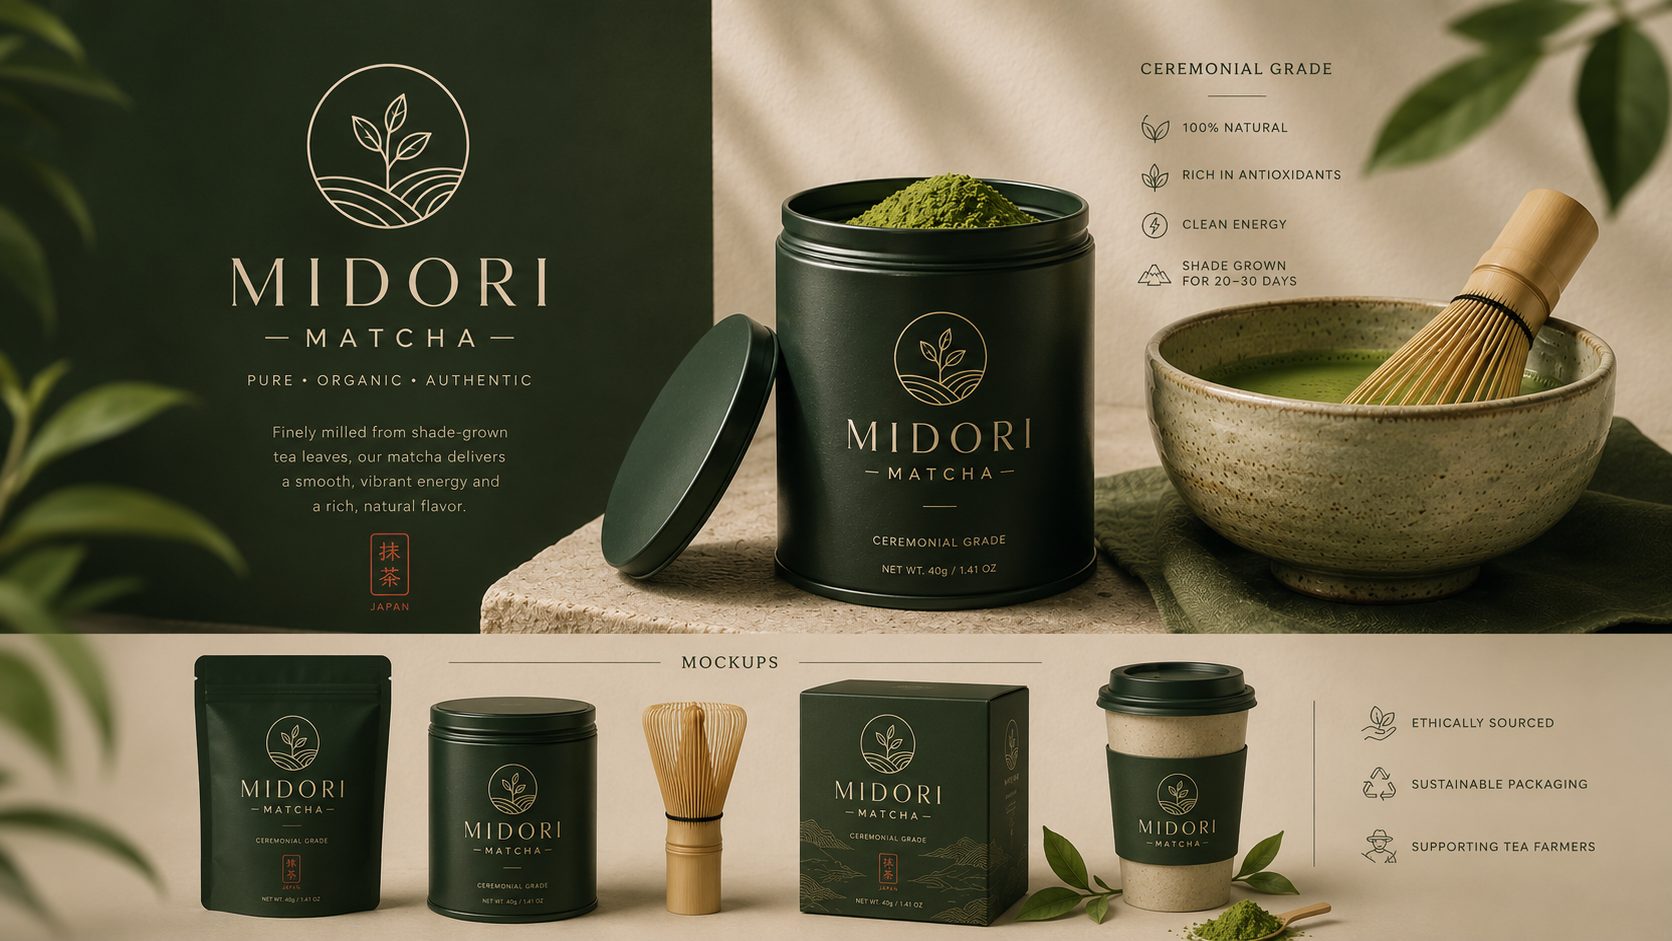 MIDORI
MATCHA
PURE • ORGANIC • AUTHENTIC
Finely milled from shade-grown
tea leaves, our matcha delivers
a smooth, vibrant energy and
a rich, natural flavor.
抹
茶
JAPAN
MIDORI
MATCHA
CEREMONIAL GRADE
NET WT. 40g / 1.41 OZ
CEREMONIAL GRADE
100% NATURAL
RICH IN ANTIOXIDANTS
CLEAN ENERGY
SHADE GROWN
FOR 20–30 DAYS
MOCKUPS
MIDORI
MATCHA
CEREMONIAL GRADE
抹
茶
JAPAN
NET WT. 40g / 1.41 OZ
MIDORI
MATCHA
CEREMONIAL GRADE
NET WT. 40g / 1.41 OZ
MIDORI
MATCHA
CEREMONIAL GRADE
抹
茶
JAPAN
NET WT. 40g / 1.41 OZ
MIDORI
MATCHA
ETHICALLY SOURCED
SUSTAINABLE PACKAGING
SUPPORTING TEA FARMERS